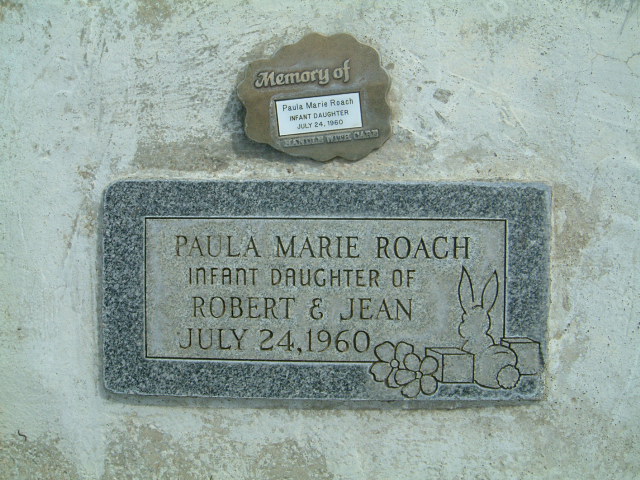 Memory of
Paula Marie Roach
INFANT DAUGHTER
JULY 24, 1960
PAULA MARIE ROACH
INFANT DAUGHTER OF
ROBERT & JEAN
JULY 24, 1960